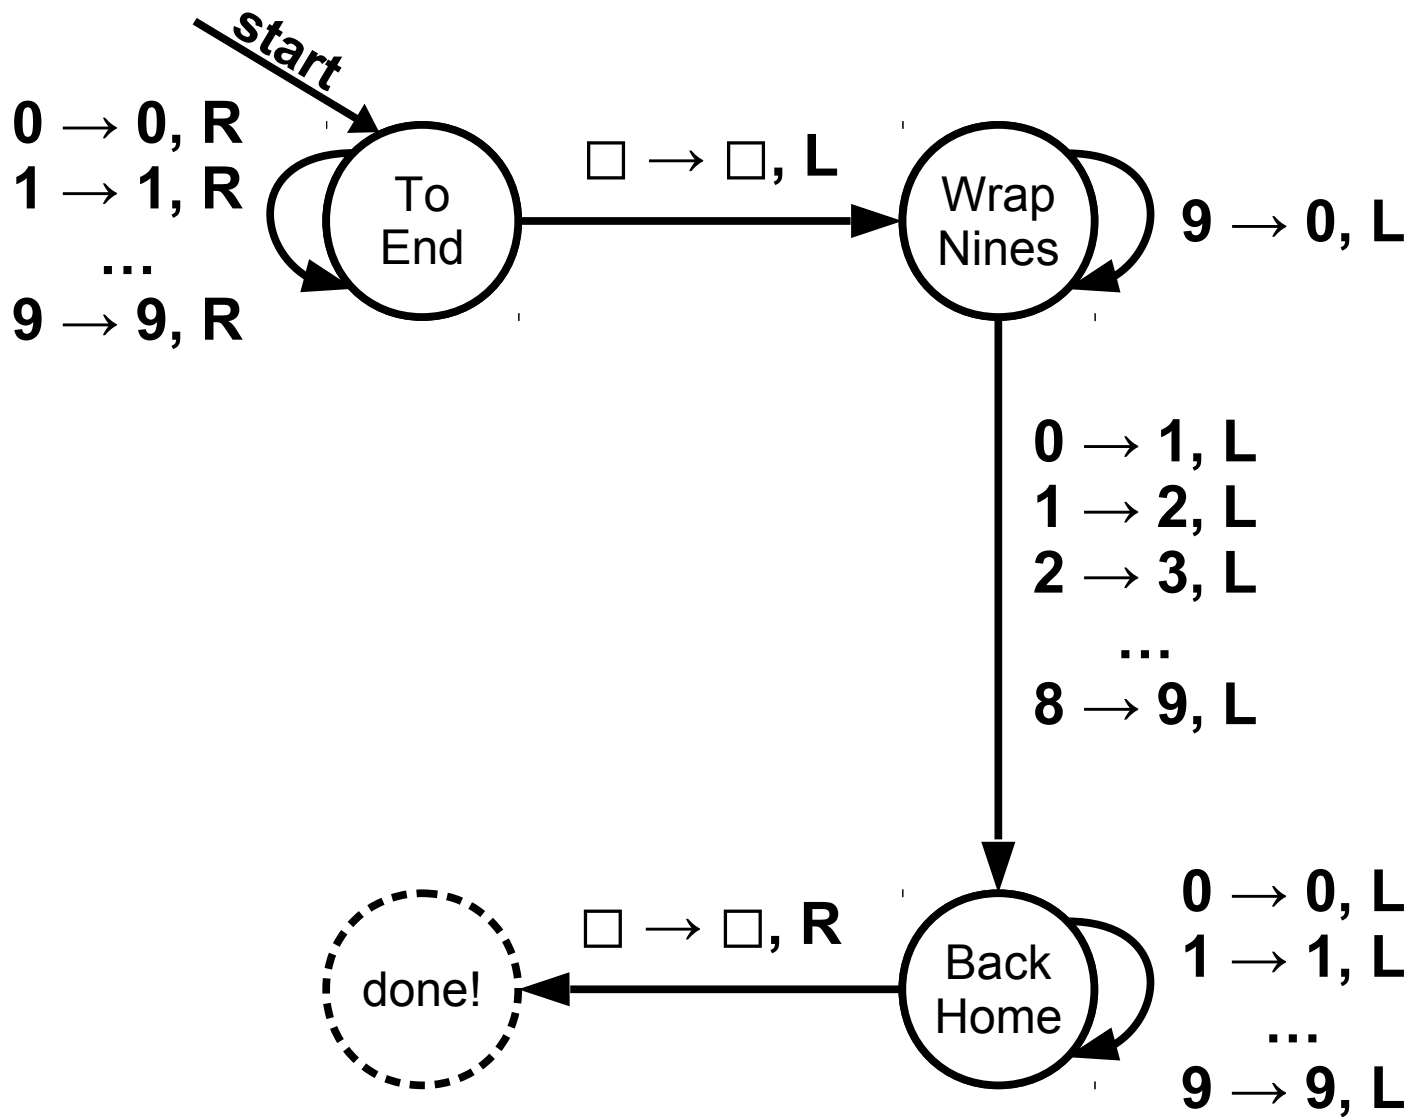 start
0 → 0, R
1 → 1, R
...
9 → 9, R
To
End
□ → □, L
Wrap
Nines
9 → 0, L
0 → 1, L
1 → 2, L
2 → 3, L
...
8 → 9, L
done!
□ → □, R
Back
Home
0 → 0, L
1 → 1, L
...
9 → 9, L